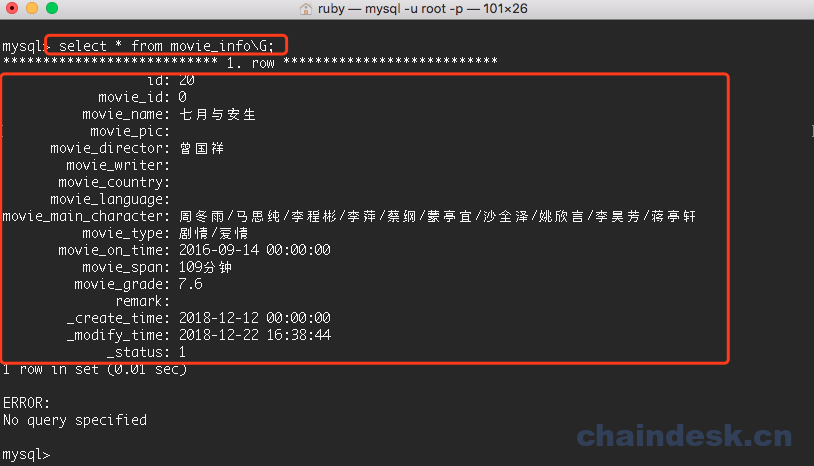 ruby — mysql -u root -p — 101×26
mysql> select * from movie_info\G;
*************************** 1. row ***************************
id: 20
movie_id: 0
movie_name: 七月与安生
movie_pic:
movie_director: 曾国祥
movie_writer:
movie_country:
movie_language:
movie_main_character: 周冬雨/马思纯/李程彬/李萍/蔡纲/蒙亭宜/沙全泽/姚欣言/李昊芳/蒋亭轩
movie_type: 剧情/爱情
movie_on_time: 2016-09-14 00:00:00
movie_span: 109分钟
movie_grade: 7.6
remark:
_create_time: 2018-12-12 00:00:00
_modify_time: 2018-12-22 16:38:44
_status: 1
1 row in set (0.01 sec)
ERROR:
No query specified
chaindesk.cn
mysql>